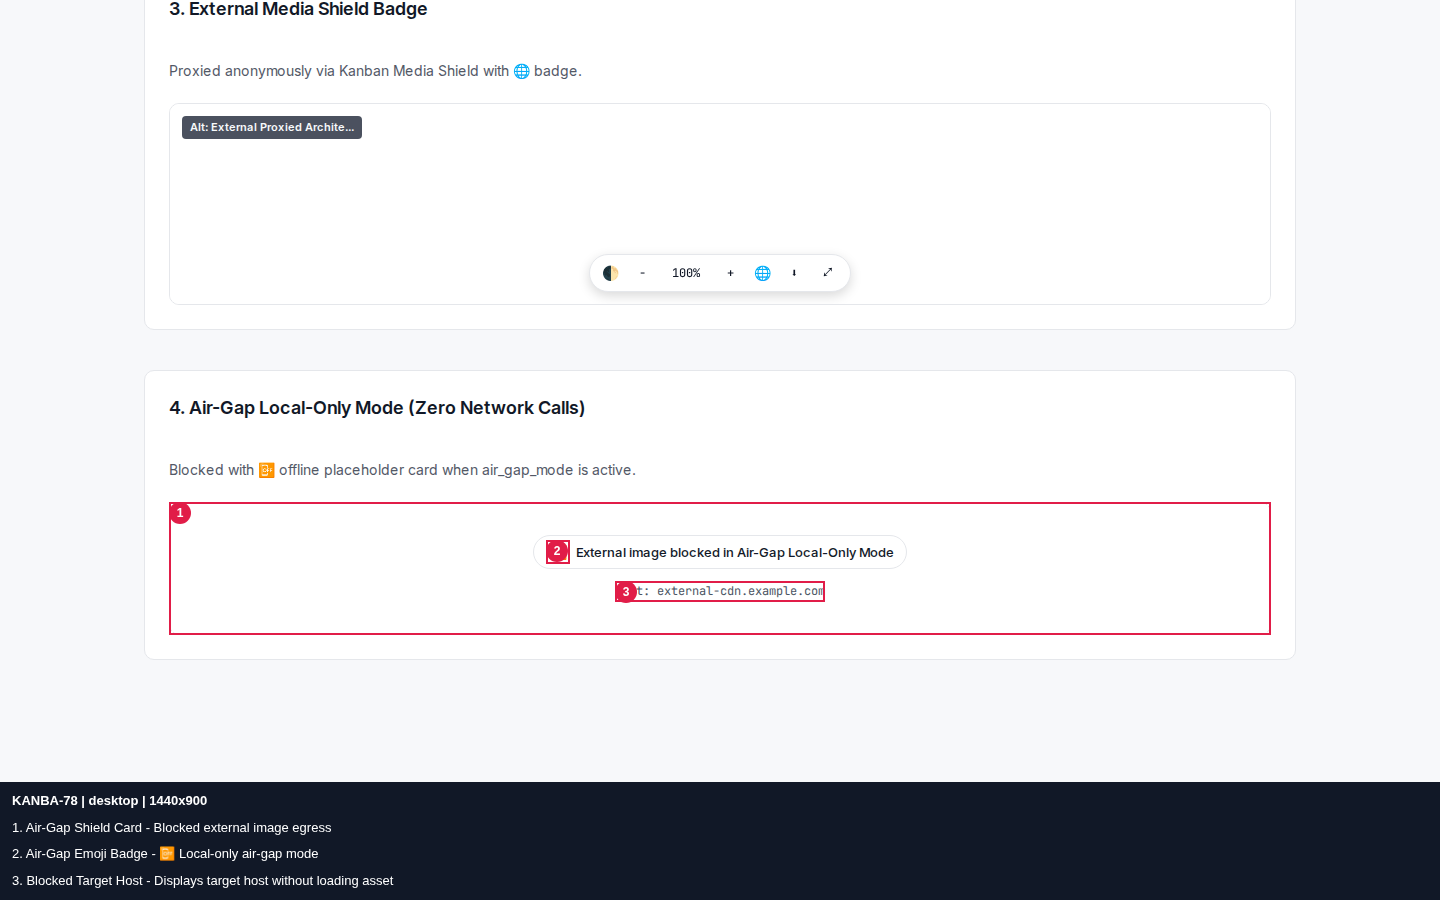 3. External Media Shield Badge
Proxied anonymously via Kanban Media Shield with 🌐 badge.
Alt: External Proxied Archite...
- 100% +
4. Air-Gap Local-Only Mode (Zero Network Calls)
Blocked with 📴 offline placeholder card when air_gap_mode is active.
1
2 External image blocked in Air-Gap Local-Only Mode
3 t: external-cdn.example.com
KANBA-78 | desktop | 1440x900
1. Air-Gap Shield Card - Blocked external image egress
2. Air-Gap Emoji Badge - 📴 Local-only air-gap mode
3. Blocked Target Host - Displays target host without loading asset